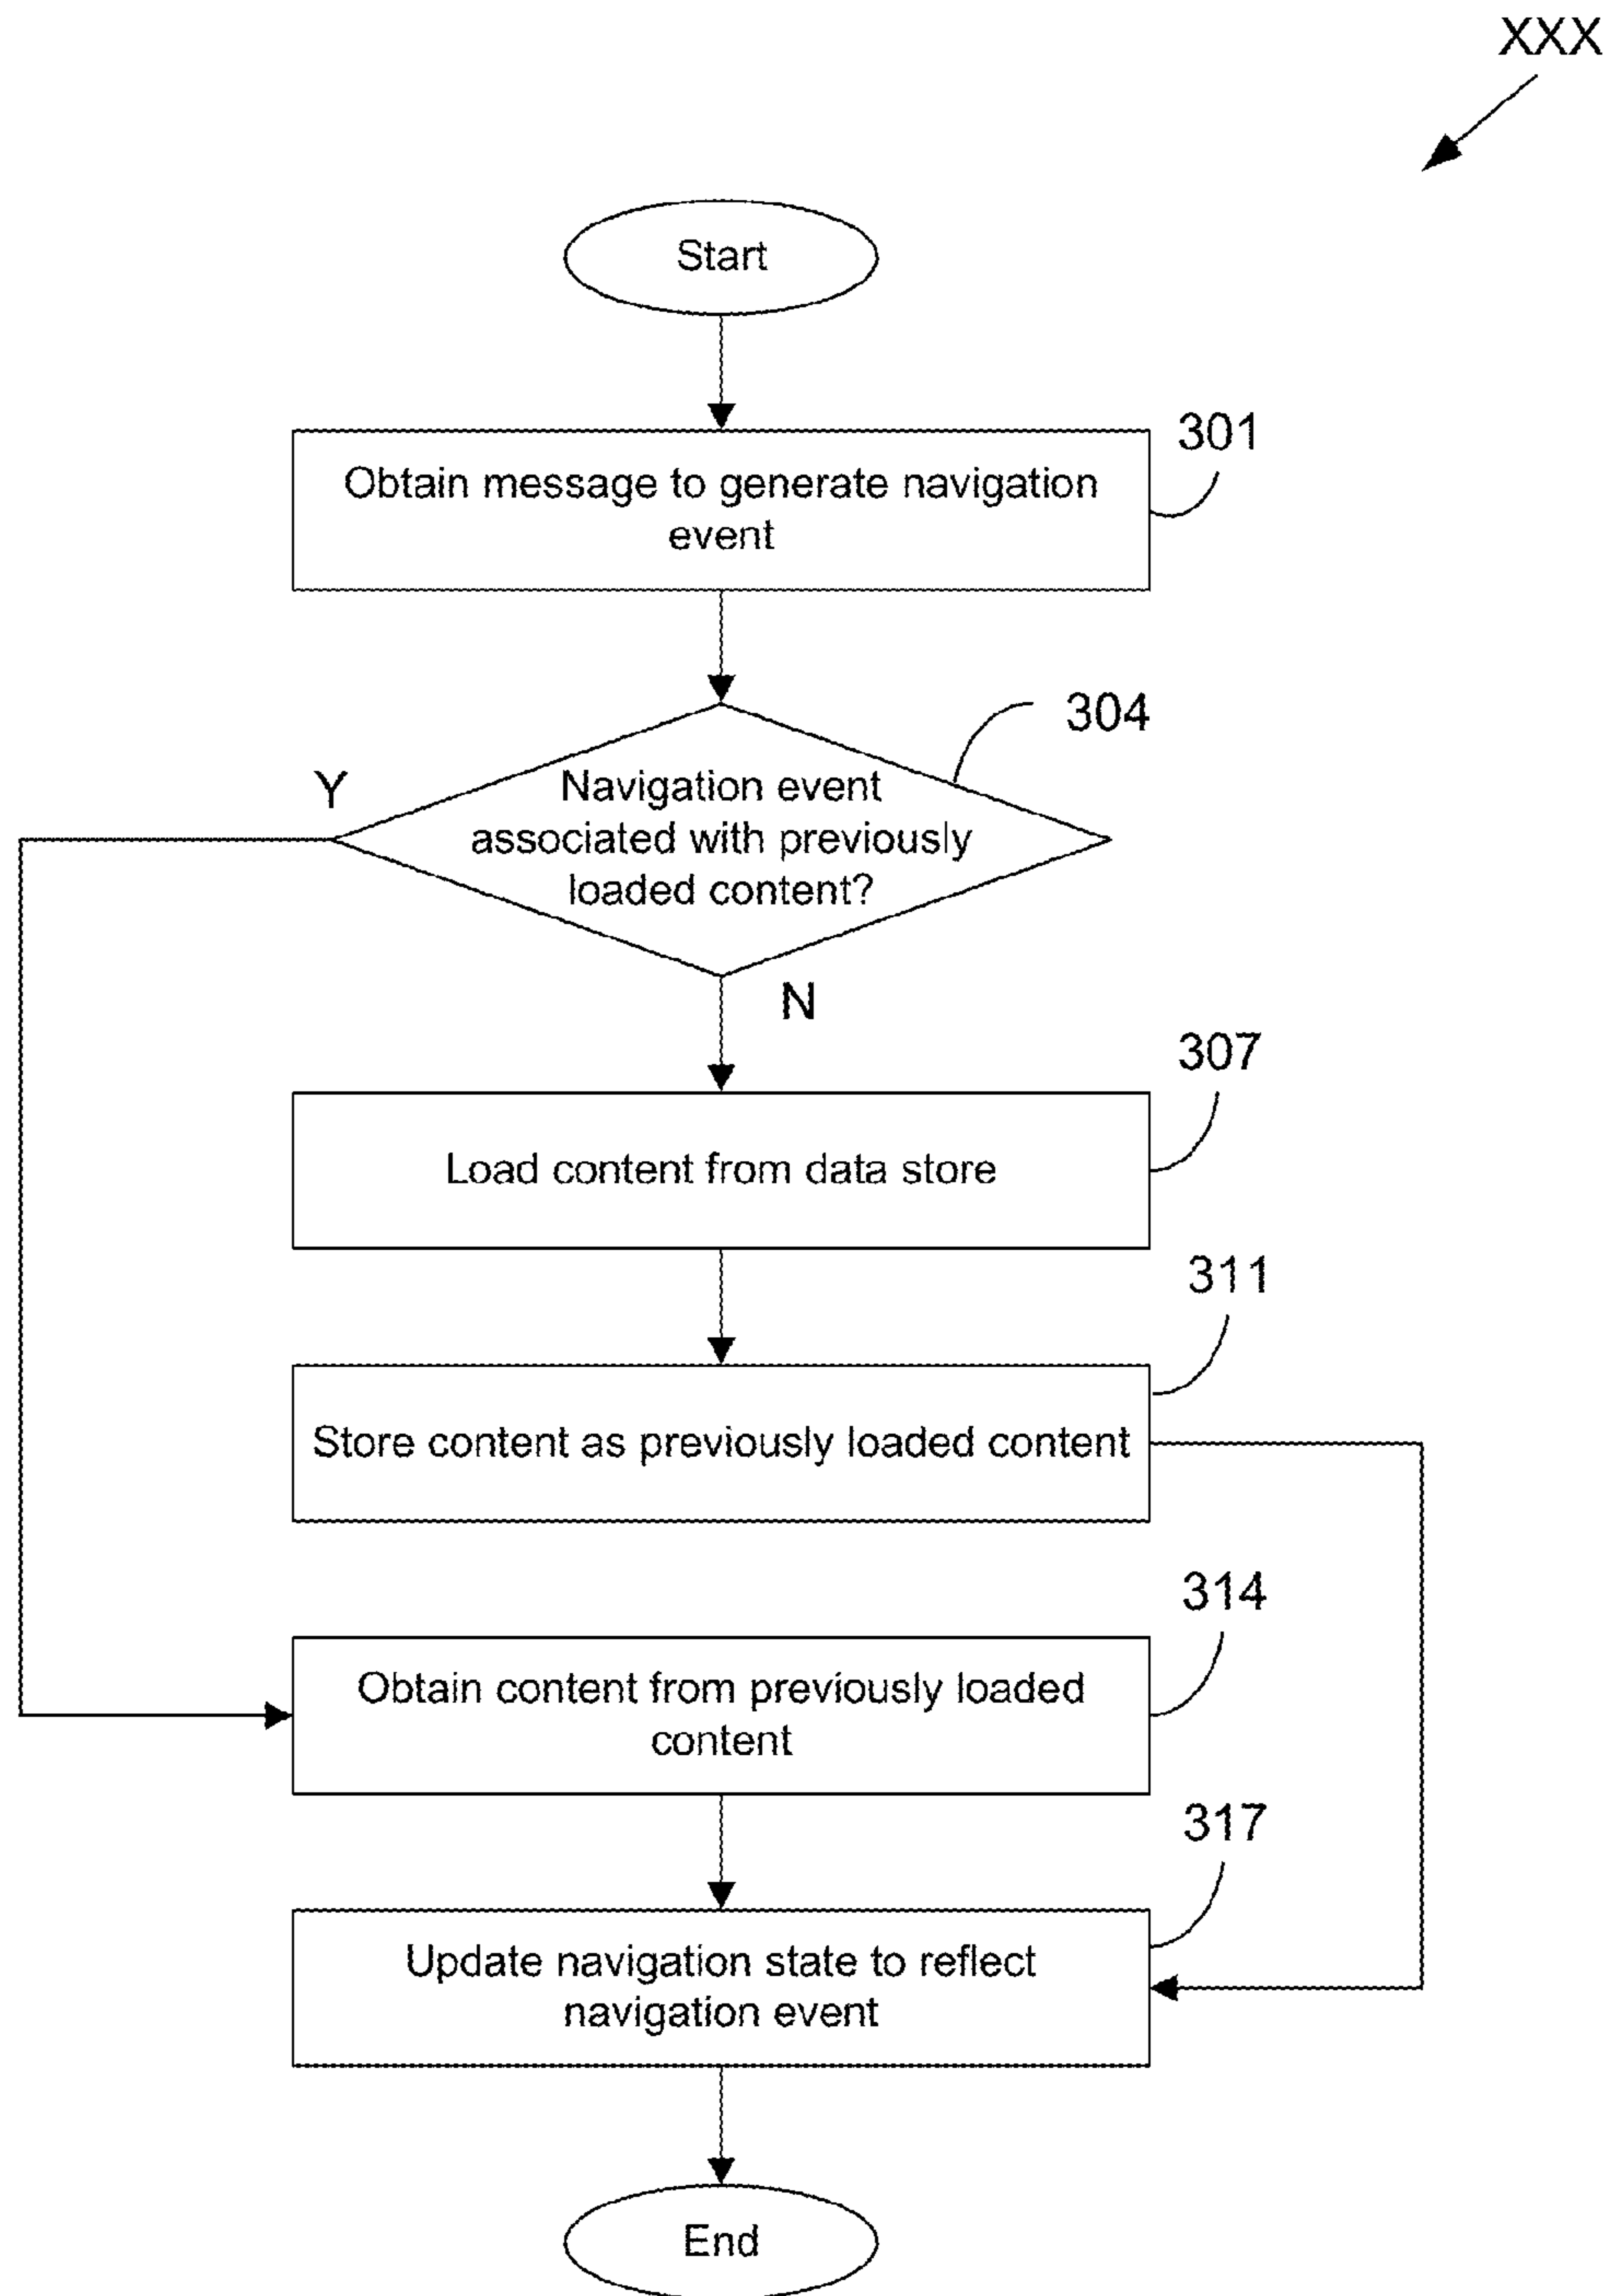 XXX
Start
301
Obtain message to generate navigation
event
304
Y
Navigation event
associated with previously
loaded content?
N
307
Load content from data store
311
Store content as previously loaded content
314
Obtain content from previously loaded
content
317
Update navigation state to reflect
navigation event
End